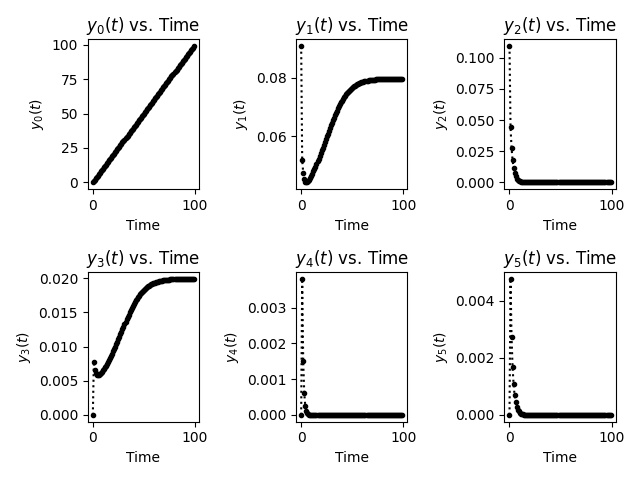 y₀(t) vs. Time
y₁(t) vs. Time
y₂(t) vs. Time
100
75
50
25
0
y₀(t)
0
100
Time
0.08
0.06
y₁(t)
0
100
Time
0.100
0.075
0.050
0.025
0.000
y₂(t)
0
100
Time
y₃(t) vs. Time
y₄(t) vs. Time
y₅(t) vs. Time
0.020
0.015
0.010
0.005
0.000
y₃(t)
0
100
Time
0.003
0.002
0.001
0.000
y₄(t)
0
100
Time
0.004
0.002
0.000
y₅(t)
0
100
Time